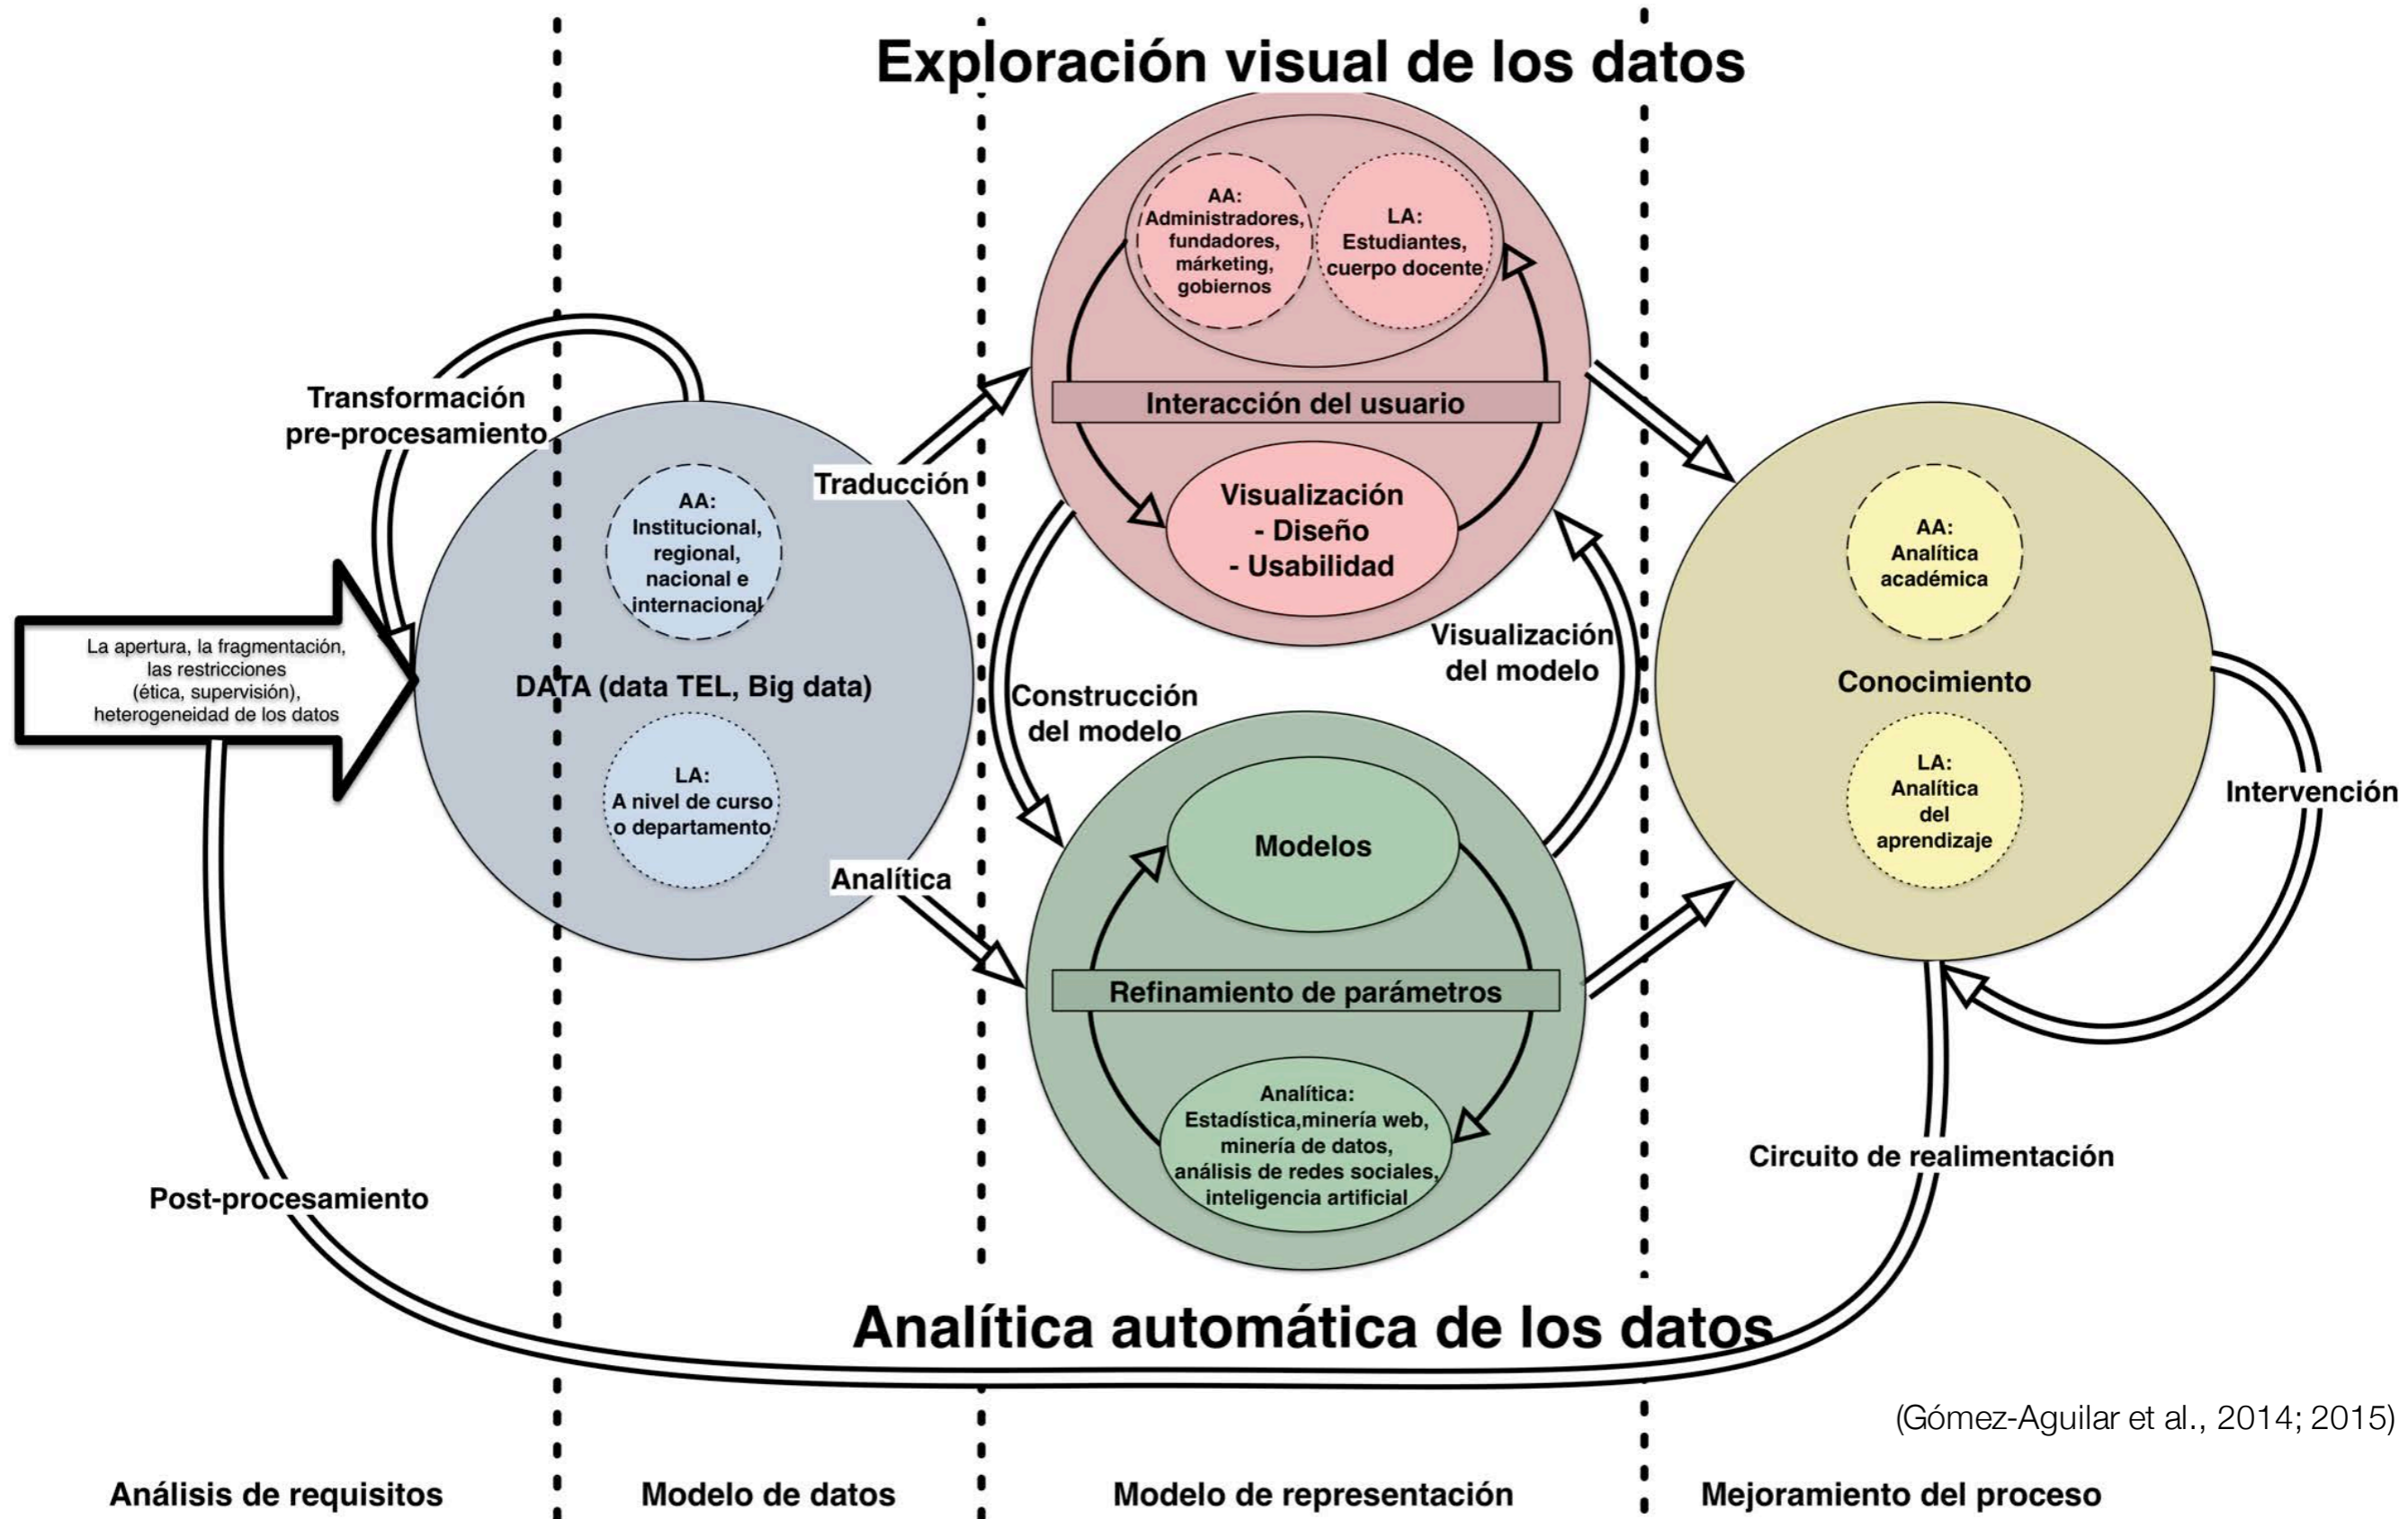 Exploración visual de los datos
AA:
Administradores,
fundadores,
márketing,
gobiernos
LA:
Estudiantes,
cuerpo docente
Interacción del usuario
Visualización
- Diseño
- Usabilidad
Transformación
pre-procesamiento
Traducción
AA:
Institucional,
regional,
nacional e
internacional
La apertura, la fragmentación,
las restricciones
(ética, supervisión),
heterogeneidad de los datos
DATA (data TEL, Big data)
LA:
A nivel de curso
o departamento
Analítica
Construcción
del modelo
Visualización
del modelo
Modelos
Refinamiento de parámetros
Analítica:
Estadística,minería web,
minería de datos,
análisis de redes sociales,
inteligencia artificial
AA:
Analítica
académica
Conocimiento
LA:
Analítica
del
aprendizaje
Intervención
Circuito de realimentación
Post-procesamiento
Analítica automática de los datos
(Gómez-Aguilar et al., 2014; 2015)
Análisis de requisitos
Modelo de datos
Modelo de representación
Mejoramiento del proceso